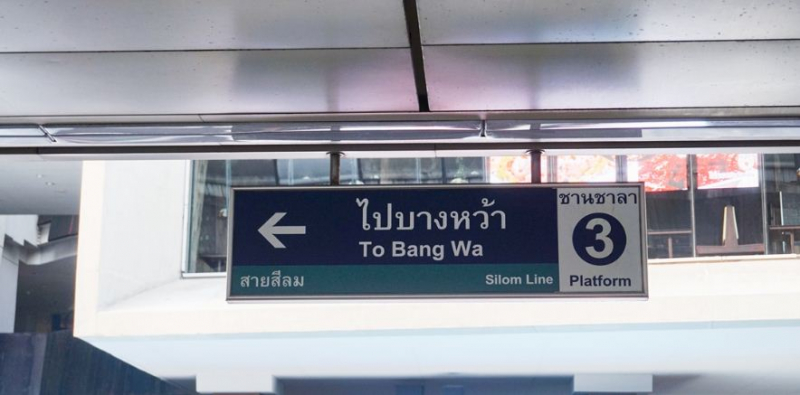 ไปบางหว้า
To Bang Wa
สายสีลม
Silom Line
ชานชาลา
3
Platform